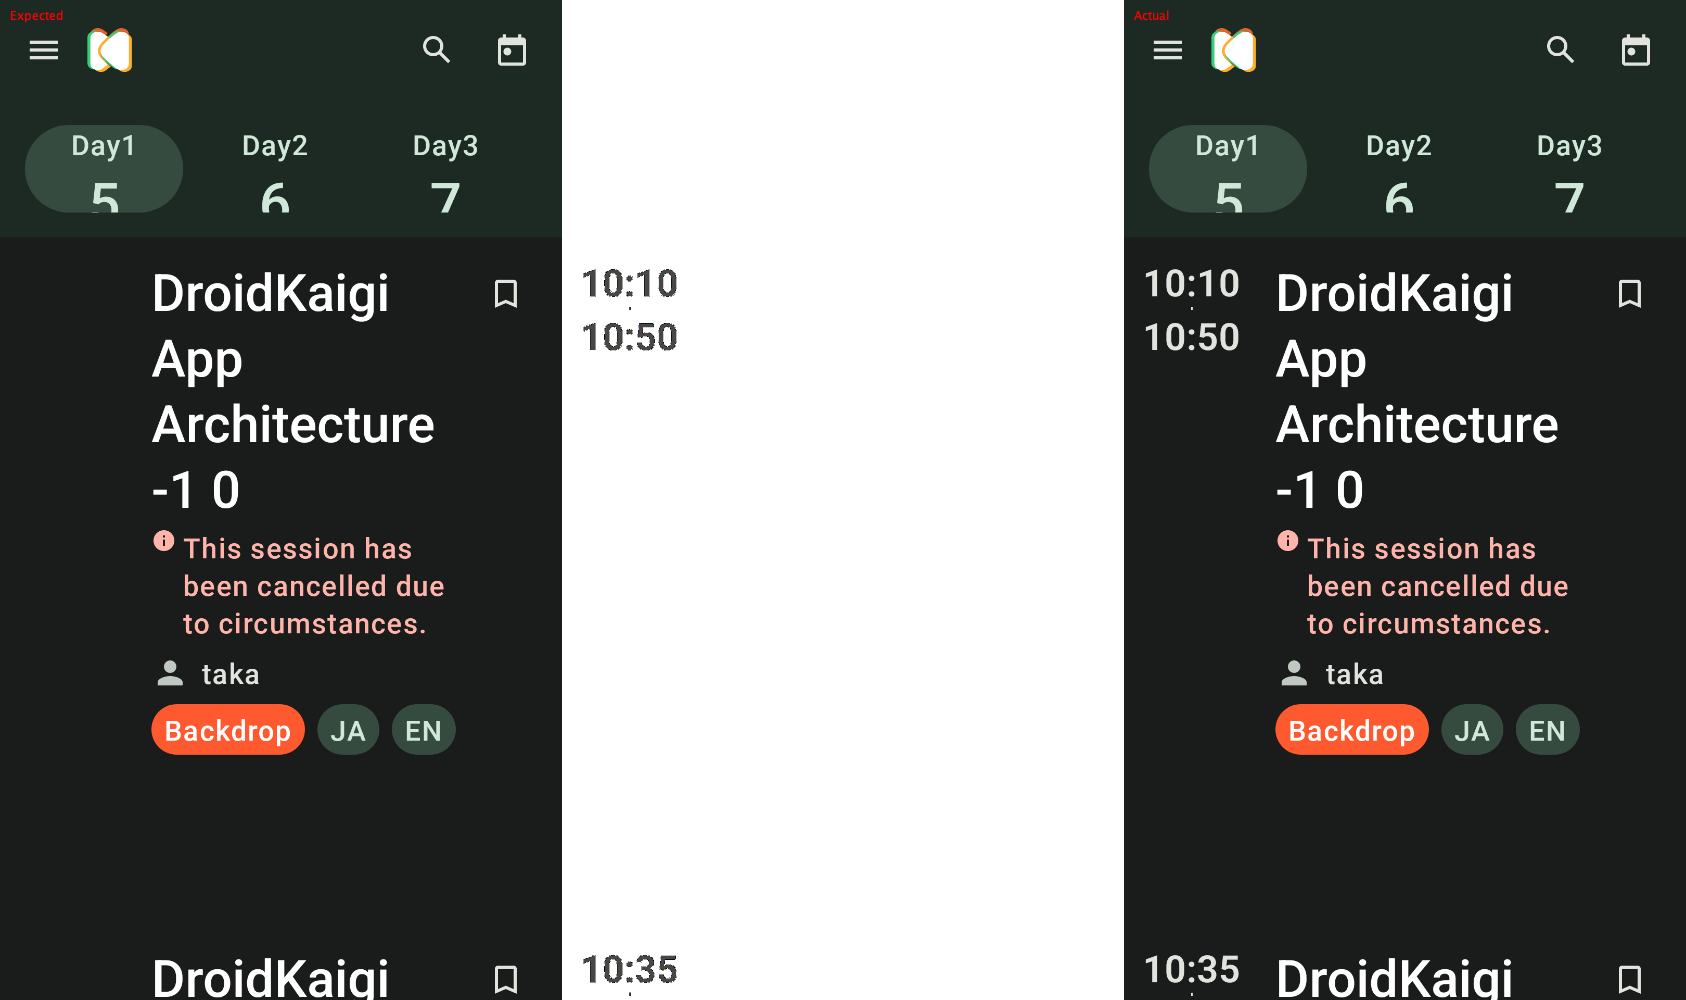 Expected
Day1 Day2 Day3
5 6 7
DroidKaigi
App
Architecture
-1 0
This session has
been cancelled due
to circumstances.
taka
Backdrop JA EN
DroidKaigi
10:10
10:50
10:35
Actual
Day1 Day2 Day3
5 6 7
10:10
10:50
DroidKaigi
App
Architecture
-1 0
This session has
been cancelled due
to circumstances.
taka
Backdrop JA EN
10:35
DroidKaigi